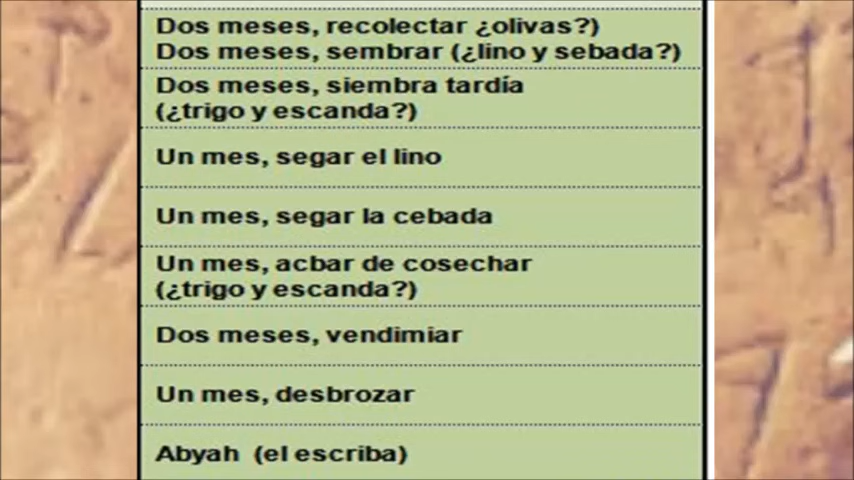 Dos meses, recolectar ¿olivas?)
Dos meses, sembrar (¿lino y sebada?)
Dos meses, siembra tardía
(¿trigo y escanda?)
Un mes, segar el lino
Un mes, segar la cebada
Un mes, acbar de cosechar
(¿trigo y escanda?)
Dos meses, vendimiar
Un mes, desbrozar
Abyah (el escriba)